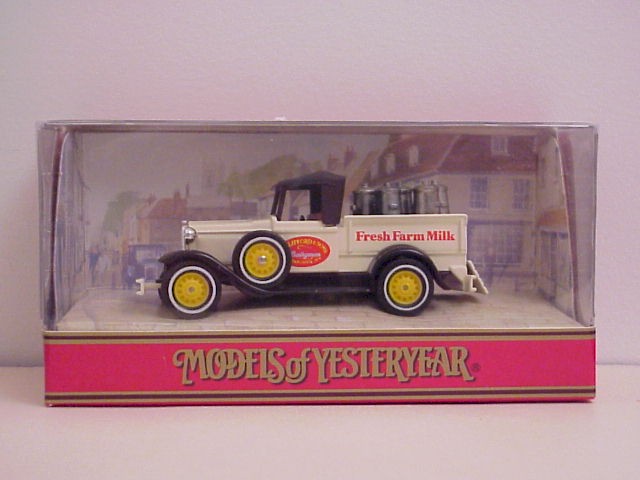 Fresh Farm Milk
MODELS of YESTERYEAR®